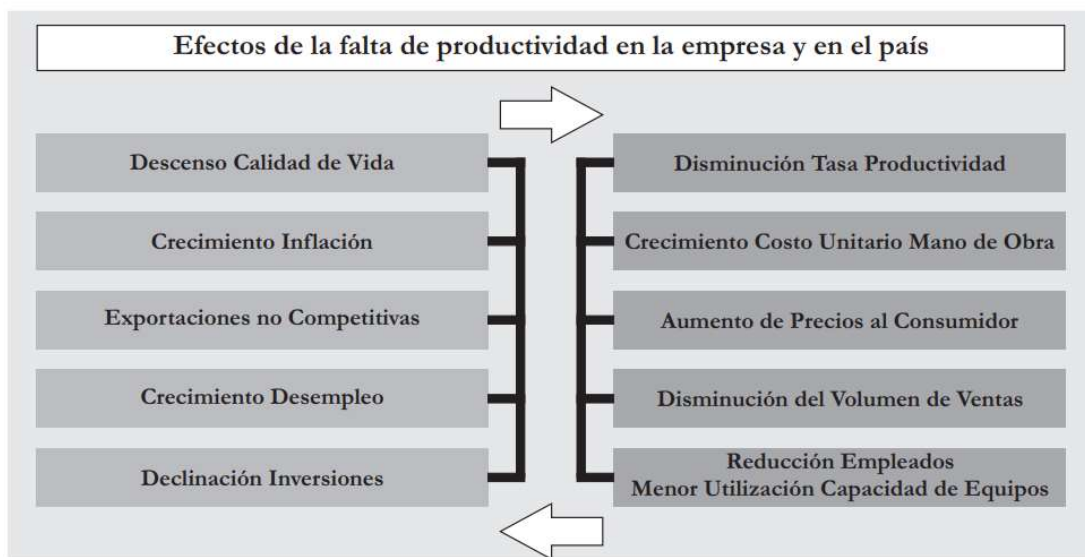 Efectos de la falta de productividad en la empresa y en el país
Descenso Calidad de Vida
Crecimiento Inflación
Exportaciones no Competitivas
Crecimiento Desempleo
Declinación Inversiones
Disminución Tasa Productividad
Crecimiento Costo Unitario Mano de Obra
Aumento de Precios al Consumidor
Disminución del Volumen de Ventas
Reducción Empleados
Menor Utilización Capacidad de Equipos